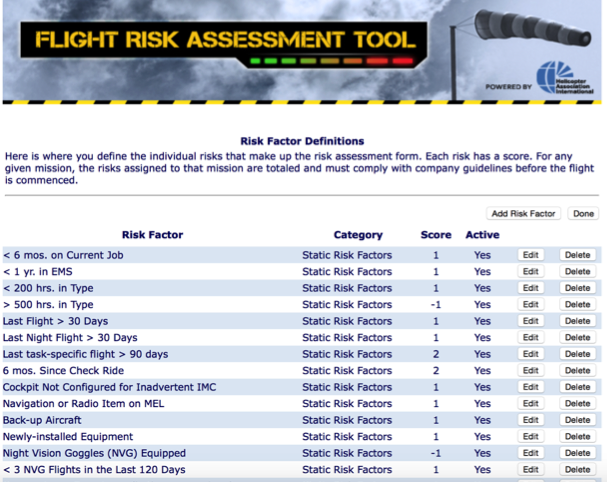 FLIGHT RISK ASSESSMENT TOOL
POWERED BY
Helicopter
Association
International
Risk Factor Definitions
Here is where you define the individual risks that make up the risk assessment form. Each risk has a score. For any
given mission, the risks assigned to that mission are totaled and must comply with company guidelines before the flight
is commenced.
Add Risk Factor Done
Risk Factor Category Score Active
< 6 mos. on Current Job Static Risk Factors 1 Yes Edit Delete
< 1 yr. in EMS Static Risk Factors 1 Yes Edit Delete
< 200 hrs. in Type Static Risk Factors 1 Yes Edit Delete
> 500 hrs. in Type Static Risk Factors -1 Yes Edit Delete
Last Flight > 30 Days Static Risk Factors 1 Yes Edit Delete
Last Night Flight > 30 Days Static Risk Factors 1 Yes Edit Delete
Last task-specific flight > 90 days Static Risk Factors 2 Yes Edit Delete
6 mos. Since Check Ride Static Risk Factors 2 Yes Edit Delete
Cockpit Not Configured for Inadvertent IMC Static Risk Factors 1 Yes Edit Delete
Navigation or Radio Item on MEL Static Risk Factors 1 Yes Edit Delete
Back-up Aircraft Static Risk Factors 1 Yes Edit Delete
Newly-installed Equipment Static Risk Factors 1 Yes Edit Delete
Night Vision Goggles (NVG) Equipped Static Risk Factors -1 Yes Edit Delete
< 3 NVG Flights in the Last 120 Days Static Risk Factors 1 Yes Edit Delete